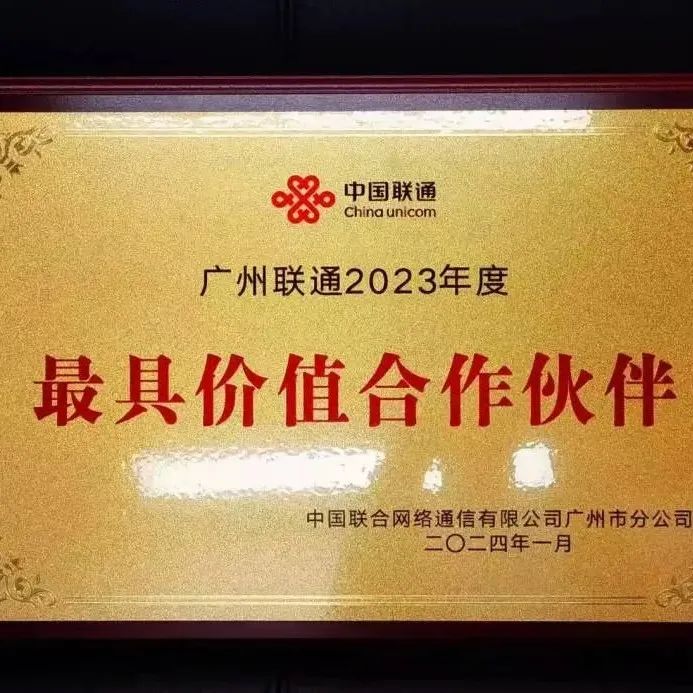 中国联通
China unicom
广州联通2023年度
最具价值合作伙伴
中国联合网络通信有限公司广州市分公司
二〇二四年一月